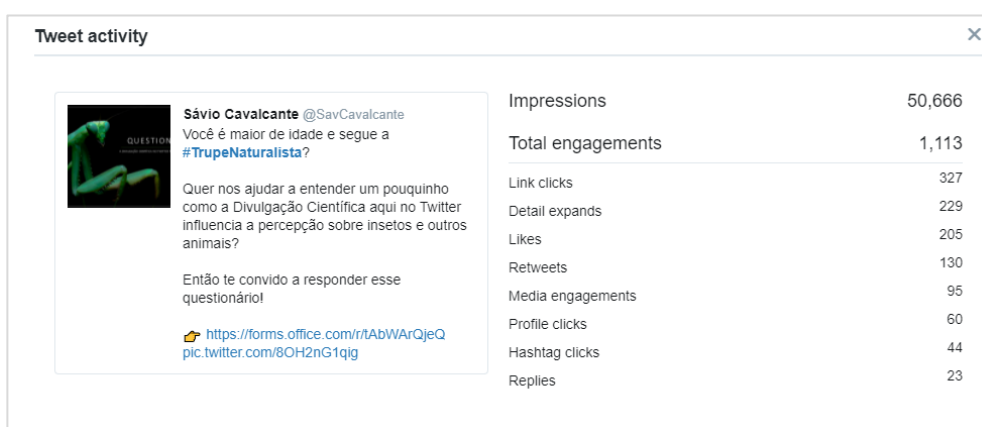 Tweet activity
QUESTION
Sávio Cavalcante @SavCavalcante
Você é maior de idade e segue a
#TrupeNaturalista?
Quer nos ajudar a entender um pouquinho
como a Divulgação Científica aqui no Twitter
influencia a percepção sobre insetos e outros
animais?
Então te convido a responder esse
questionário!
👉 https://forms.office.com/r/tAbWArQjeQ
pic.twitter.com/8OH2nG1qig
Impressions 50,666
Total engagements 1,113
Link clicks 327
Detail expands 229
Likes 205
Retweets 130
Media engagements 95
Profile clicks 60
Hashtag clicks 44
Replies 23